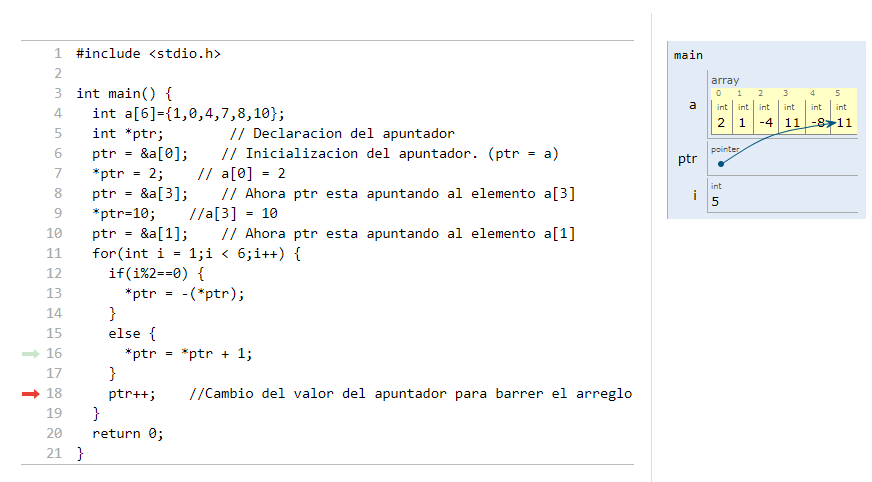 1 #include <stdio.h>
2
3 int main() {
4 int a[6]={1,0,4,7,8,10};
5 int *ptr; // Declaracion del apuntador
6 ptr = &a[0]; // Inicializacion del apuntador. (ptr = a)
7 *ptr = 2; // a[0] = 2
8 ptr = &a[3]; // Ahora ptr esta apuntando al elemento a[3]
9 *ptr=10; //a[3] = 10
10 ptr = &a[1]; // Ahora ptr esta apuntando al elemento a[1]
11 for(int i = 1;i < 6;i++) {
12 if(i%2==0) {
13 *ptr = -(*ptr);
14 }
15 else {
16 *ptr = *ptr + 1;
17 }
18 ptr++; //Cambio del valor del apuntador para barrer el arreglo
19 }
20 return 0;
21 }
main
array
0 1 2 3 4 5
a
int int int int int int
2 1 -4 11 -8 11
pointer
ptr
int
i
5